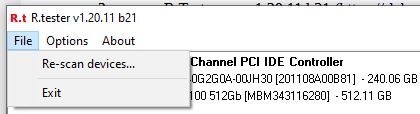 R.t R.tester v1.20.11 b21
File Options About
Channel PCI IDE Controller
Re-scan devices...
0G2G0A-00JH30 [201108A00B81] - 240.06 GB
100 512Gb [MBM343116280] - 512.11 GB
Exit